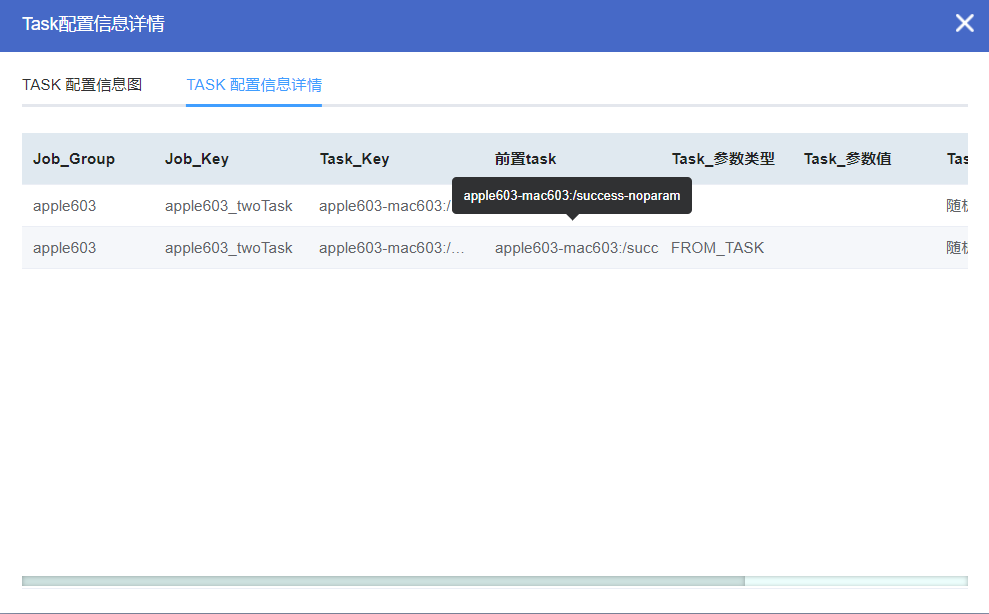 Task配置信息详情
TASK 配置信息图 TASK 配置信息详情
Job_Group Job_Key Task_Key 前置task Task_参数类型 Task_参数值 Tas
apple603-mac603:/success-noparam
apple603 apple603_twoTask apple603-mac603:/ 随机
apple603 apple603_twoTask apple603-mac603:/... apple603-mac603:/succ FROM_TASK 随机